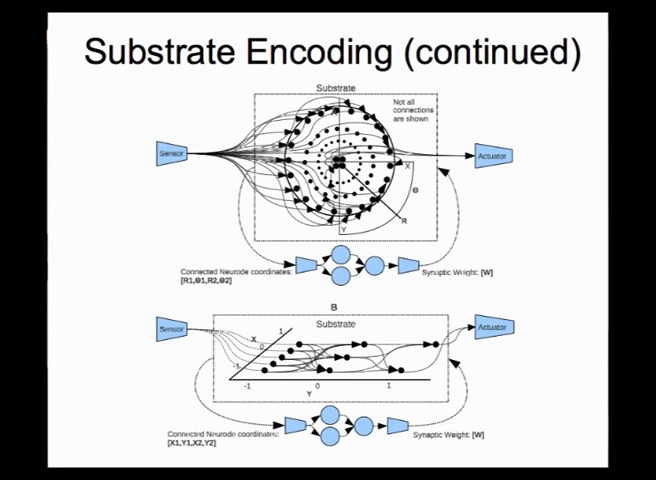 Substrate Encoding (continued)
Substrate
Not all
connections
are shown
Sensor
Actuator
X
Θ
R
Y
Connected Neurode coordinates:
[R1,Θ1,R2,Θ2]
Synaptic Weight: [W]
B
Substrate
Sensor
Actuator
1
X
0
-1
-1
0
1
Y
Connected Neurode coordinates:
[X1,Y1,X2,Y2]
Synaptic Weight: [W]